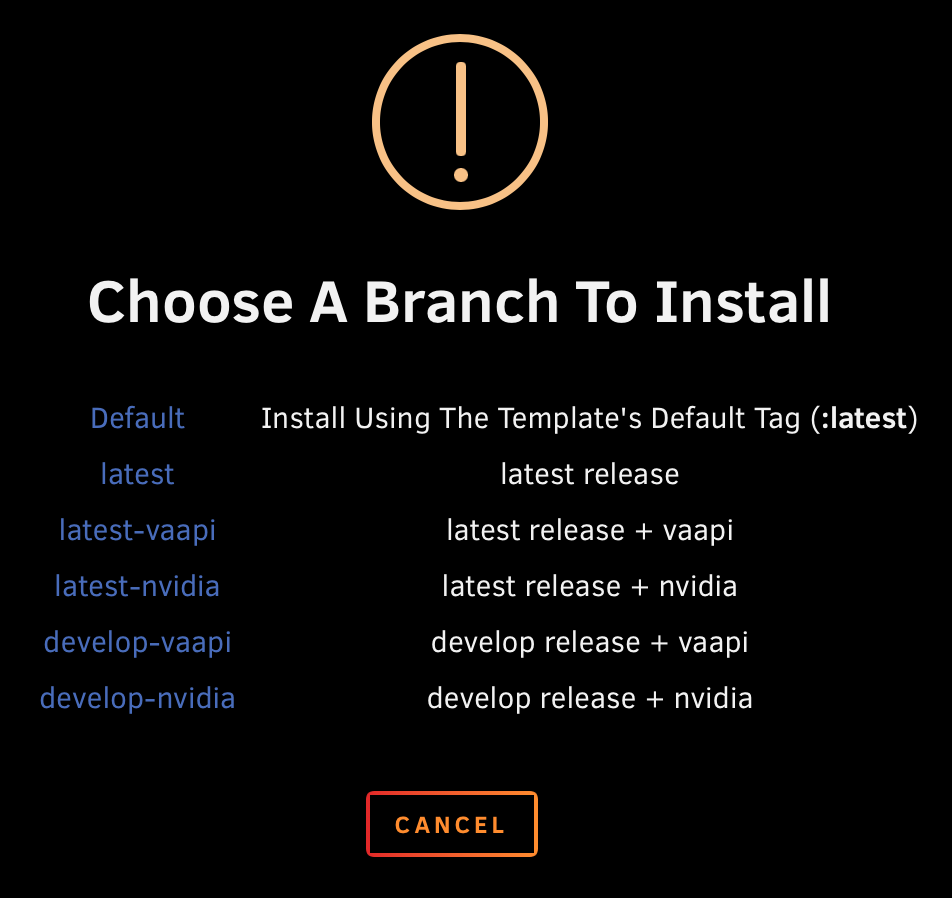 Choose A Branch To Install
Default Install Using The Template's Default Tag (:latest)
latest latest release
latest-vaapi latest release + vaapi
latest-nvidia latest release + nvidia
develop-vaapi develop release + vaapi
develop-nvidia develop release + nvidia
CANCEL